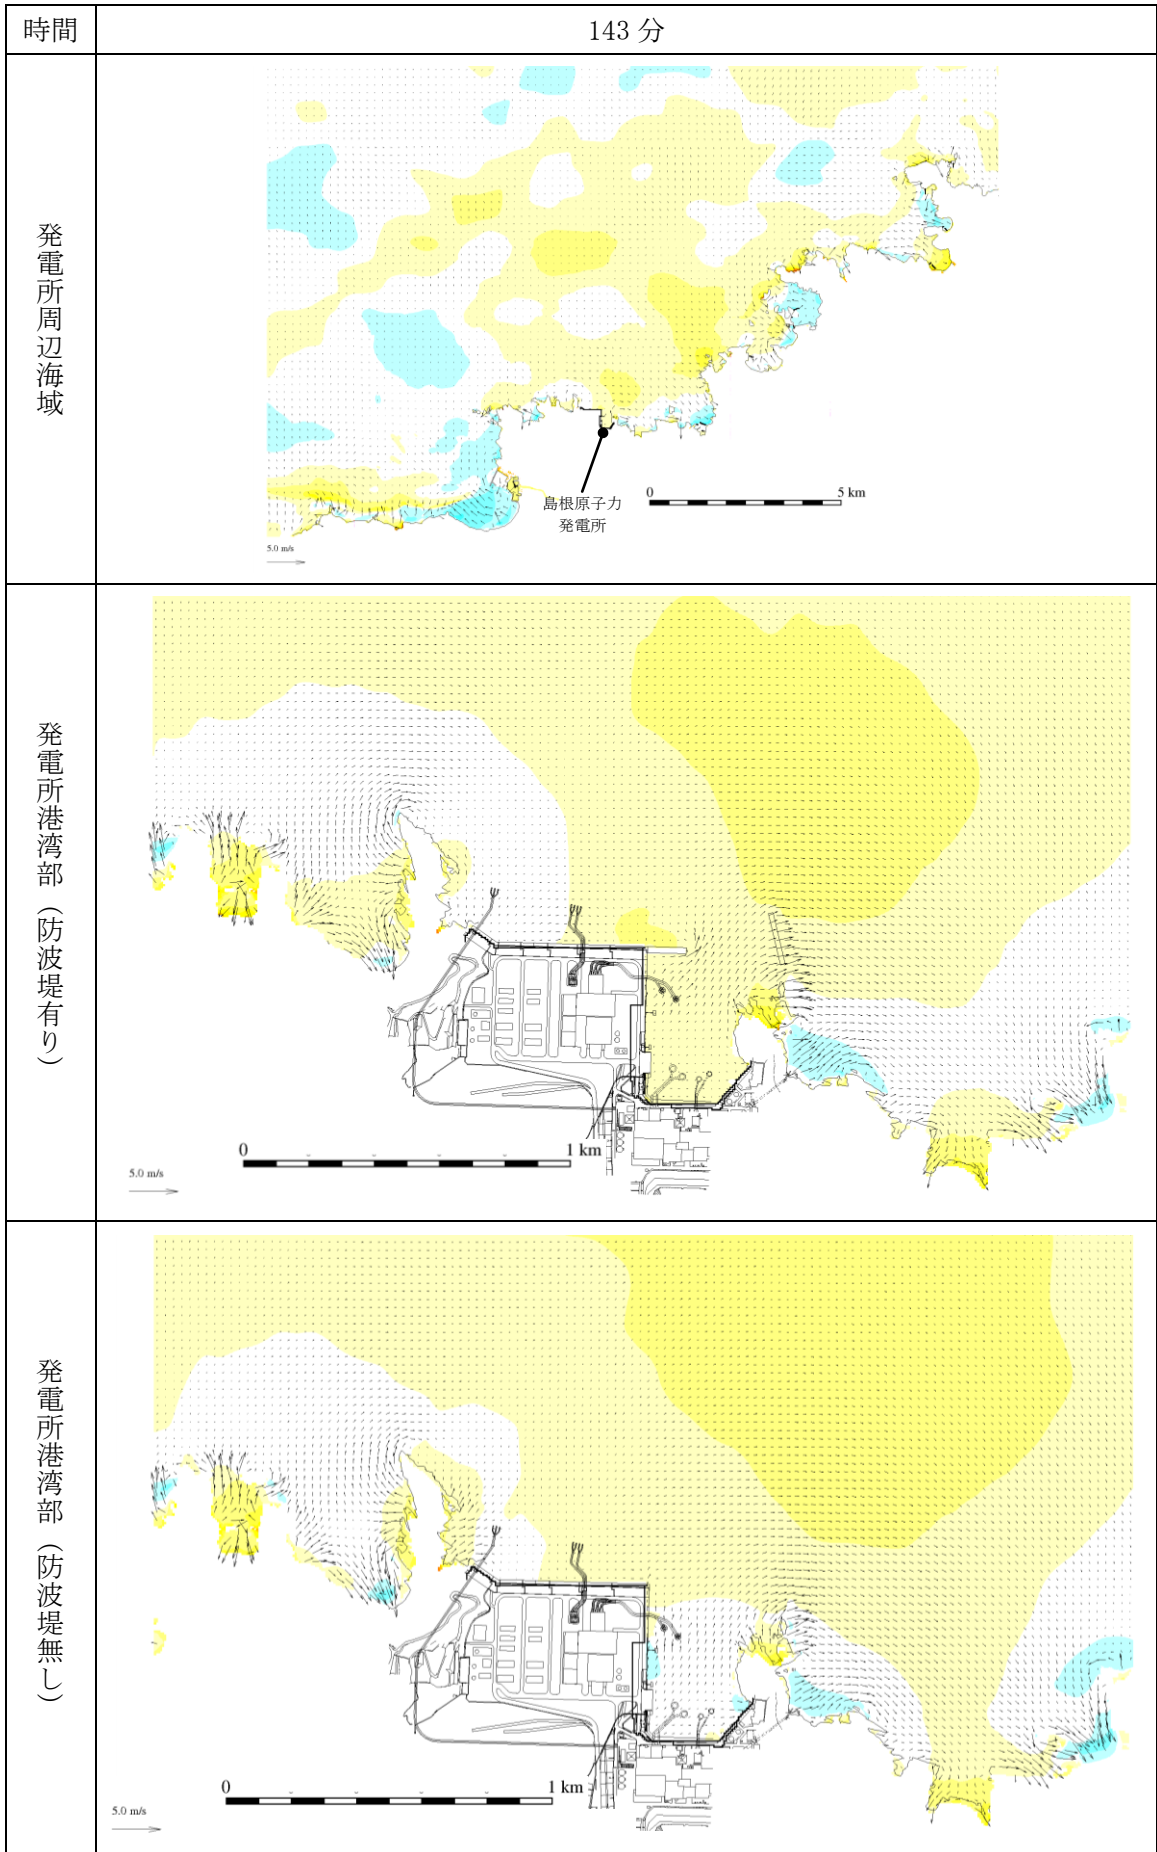 時間
143 分
発電所周辺海域
島根原子力
発電所
0 5 km
5.0 m/s
発電所港湾部（防波堤有り）
0 1 km
5.0 m/s
発電所港湾部（防波堤無し）
0 1 km
5.0 m/s